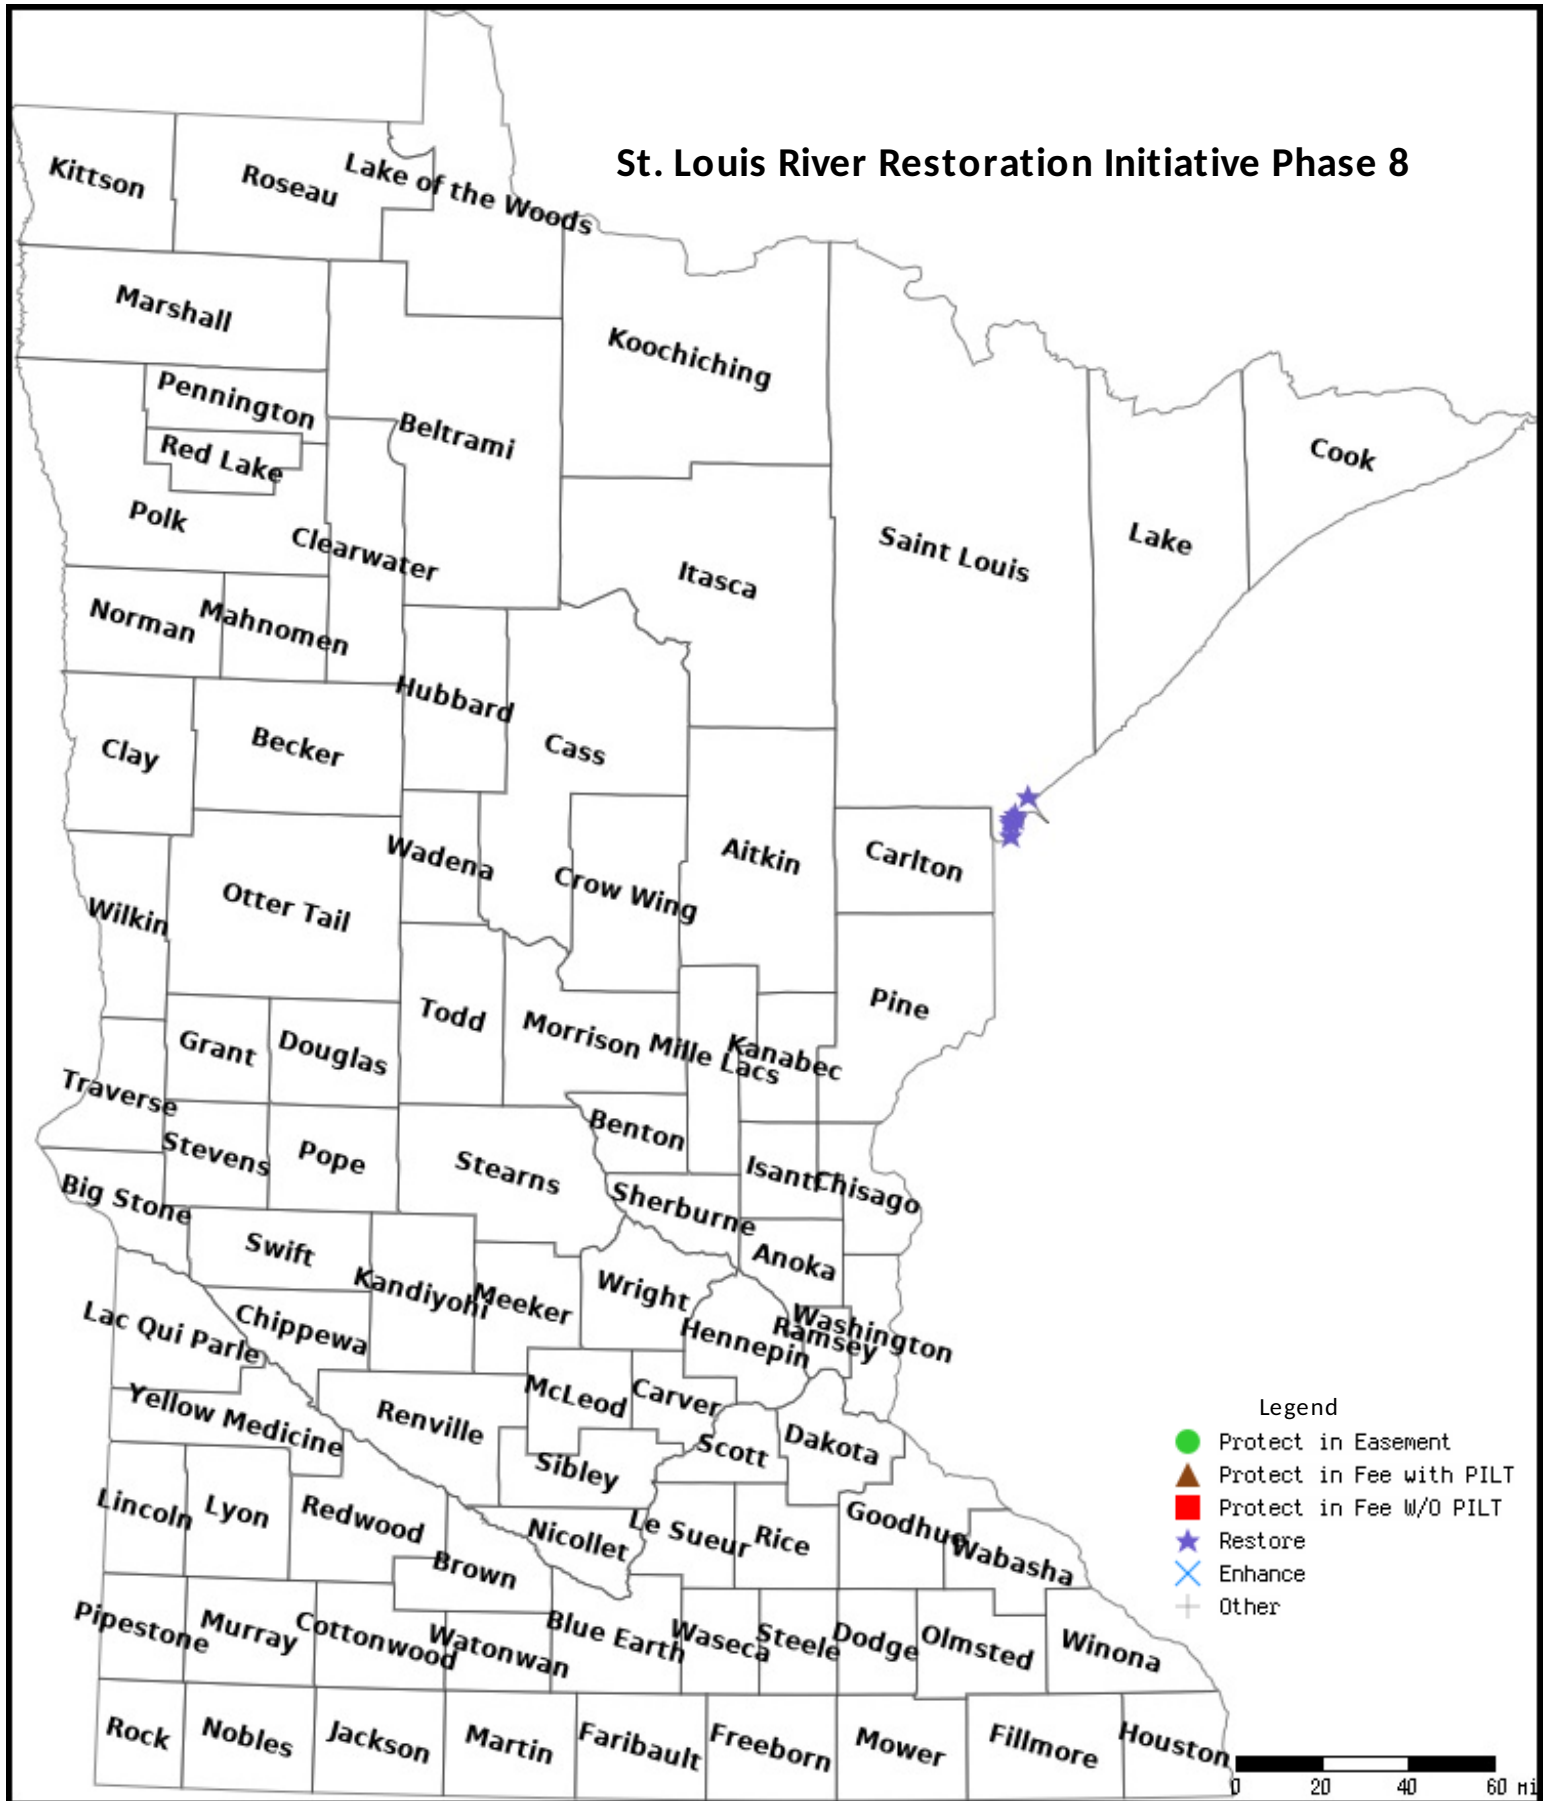 St. Louis River Restoration Initiative Phase 8
Kittson
Roseau
Lake of the Woods
Marshall
Koochiching
Pennington
Beltrami
Red Lake
Cook
Polk
Clearwater
Saint Louis
Lake
Itasca
Norman
Mahnomen
Hubbard
Clay
Becker
Cass
Wadena
Aitkin
Carlton
Crow Wing
Otter Tail
Wilkin
Pine
Todd
Morrison
Mille Lacs
Kanabec
Grant
Douglas
Traverse
Benton
Stevens
Pope
Stearns
Isanti
Chisago
Big Stone
Sherburne
Swift
Anoka
Kandiyohi
Meeker
Wright
Lac Qui Parle
Chippewa
Hennepin
Ramsey
Washington
McLeod
Carver
Yellow Medicine
Renville
Scott
Dakota
Sibley
Lincoln
Lyon
Redwood
Nicollet
Le Sueur
Rice
Goodhue
Wabasha
Brown
Pipestone
Murray
Cottonwood
Watonwan
Blue Earth
Waseca
Steele
Dodge
Olmsted
Winona
Rock
Nobles
Jackson
Martin
Faribault
Freeborn
Mower
Fillmore
Houston
Legend
Protect in Easement
Protect in Fee with PILT
Protect in Fee W/O PILT
Restore
Enhance
Other
0 20 40 60 mi